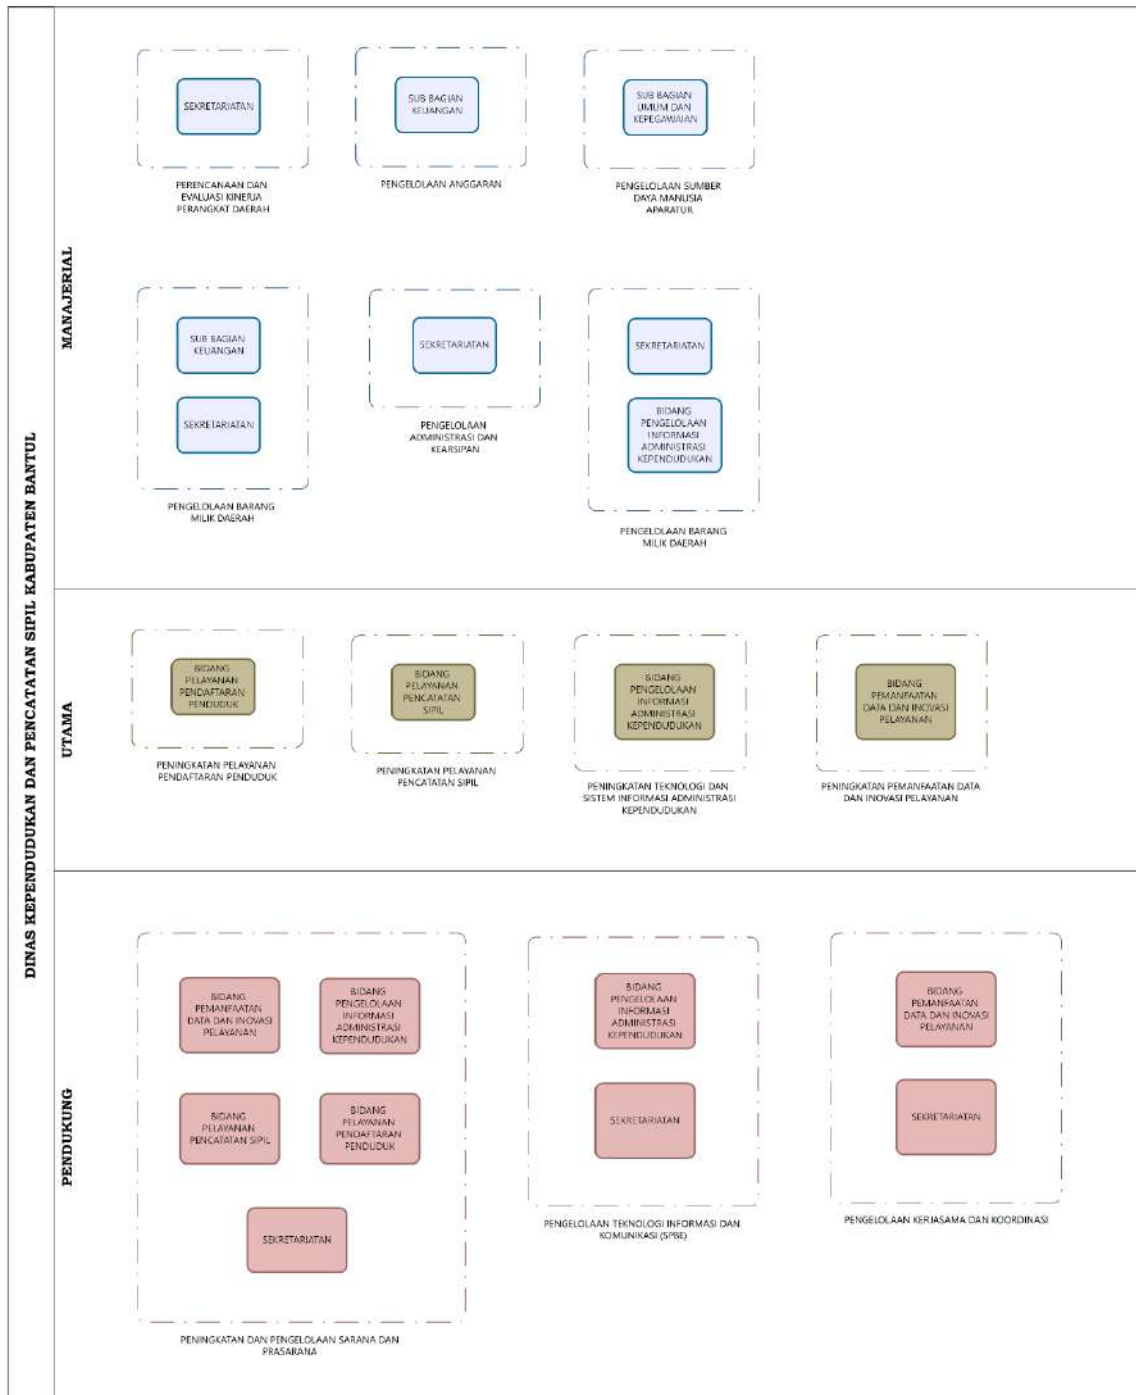 DINAS KEPENDUDUKAN DAN PENCATATAN SIPIL KABUPATEN BANTUL
MANAJERIAL
SEKRETARIATAN
PERENCANAAN DAN
EVALUASI KINERJA
PERANGKAT DAERAH
SUB BAGIAN
KEUANGAN
PENGELOLAAN ANGGARAN
SUB BAGIAN
UMUM DAN
KEPEGAWAIAN
PENGELOLAAN SUMBER
DAYA MANUSIA
APARATUR
SUB BAGIAN
KEUANGAN
SEKRETARIATAN
PENGELOLAAN BARANG
MILIK DAERAH
SEKRETARIATAN
PENGELOLAAN
ADMINISTRASI DAN
KEARSIPAN
SEKRETARIATAN
BIDANG
PENGELOLAAN
INFORMASI
ADMINISTRASI
KEPENDUDUKAN
PENGELOLAAN BARANG
MILIK DAERAH
UTAMA
BIDANG
PELAYANAN
PENDAFTARAN
PENDUDUK
PENINGKATAN PELAYANAN
PENDAFTARAN PENDUDUK
BIDANG
PELAYANAN
PENCATATAN
SIPIL
PENINGKATAN PELAYANAN
PENCATATAN SIPIL
BIDANG
PENGELOLAAN
INFORMASI
ADMINISTRASI
KEPENDUDUKAN
PENINGKATAN TEKNOLOGI DAN
SISTEM INFORMASI ADMINISTRASI
KEPENDUDUKAN
BIDANG
PEMANFAATAN
DATA DAN INOVASI
PELAYANAN
PENINGKATAN PEMANFAATAN DATA
DAN INOVASI PELAYANAN
PENDUKUNG
BIDANG
PEMANFAATAN
DATA DAN INOVASI
PELAYANAN
BIDANG
PENGELOLAAN
INFORMASI
ADMINISTRASI
KEPENDUDUKAN
BIDANG
PELAYANAN
PENCATATAN SIPIL
BIDANG
PELAYANAN
PENDAFTARAN
PENDUDUK
SEKRETARIATAN
PENINGKATAN DAN PENGELOLAAN SARANA DAN
PRASARANA
BIDANG
PENGELOLAAN
INFORMASI
ADMINISTRASI
KEPENDUDUKAN
SEKRETARIATAN
PENGELOLAAN TEKNOLOGI INFORMASI DAN
KOMUNIKASI (SPBE)
BIDANG
PEMANFAATAN
DATA DAN INOVASI
PELAYANAN
SEKRETARIATAN
PENGELOLAAN KERJASAMA DAN KOORDINASI